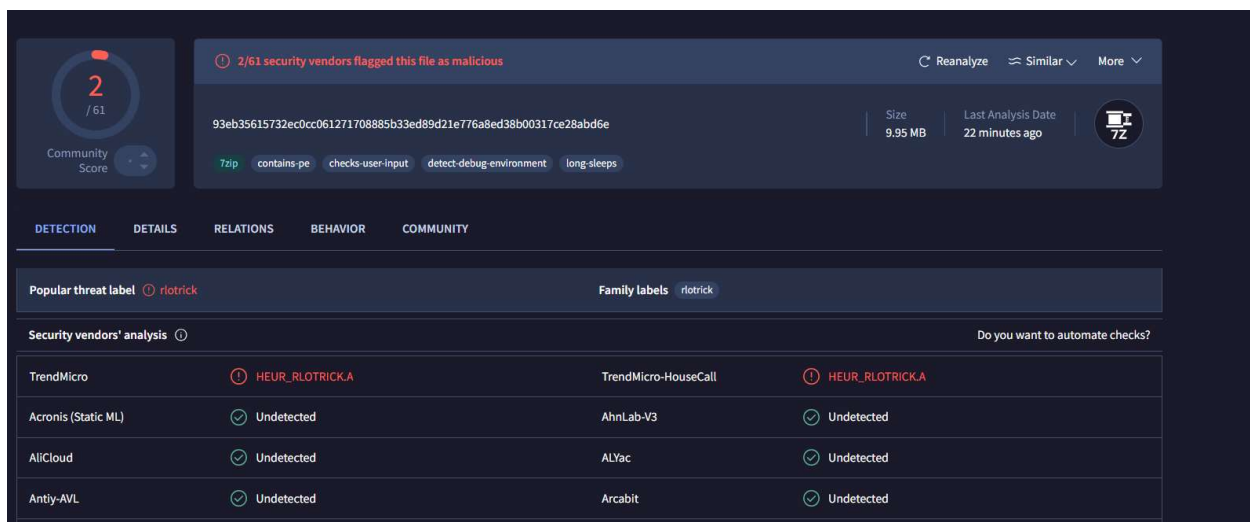 2/61 security vendors flagged this file as malicious
Reanalyze Similar More
2
/ 61
Community Score
93eb35615732ec0cc061271708885b33ed89d21e776a8ed38b00317ce28abd6e
Size
9.95 MB
Last Analysis Date
22 minutes ago
7Z
7zip contains-pe checks-user-input detect-debug-environment long-sleeps
DETECTION DETAILS RELATIONS BEHAVIOR COMMUNITY
Popular threat label rlotrick
Family labels rlotrick
Security vendors' analysis
Do you want to automate checks?
TrendMicro HEUR_RLOTRICK.A TrendMicro-HouseCall HEUR_RLOTRICK.A
Acronis (Static ML) Undetected AhnLab-V3 Undetected
AliCloud Undetected ALYac Undetected
Antiy-AVL Undetected Arcabit Undetected